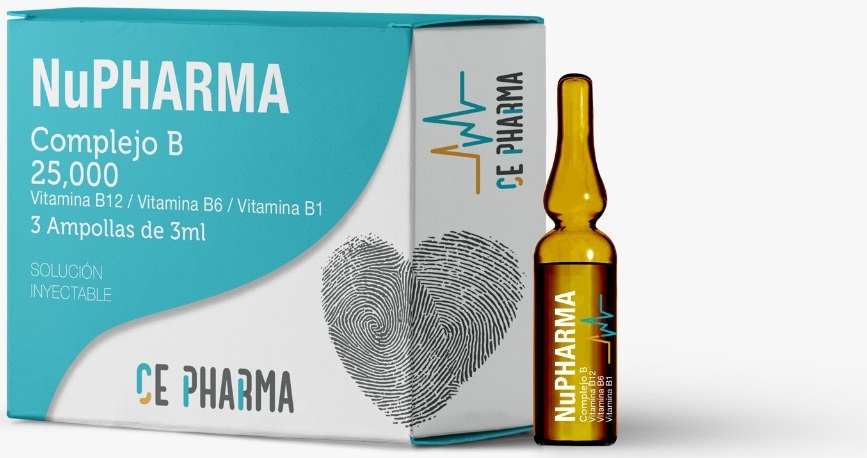 NuPHARMA
Complejo B
25,000
Vitamina B12 / Vitamina B6 / Vitamina B1
3 Ampollas de 3ml
SOLUCIÓN
INYECTABLE
CE PHARMA
CE PHARMA
NuPHARMA
Complejo B
Vitamina B12
Vitamina B6
Vitamina B1